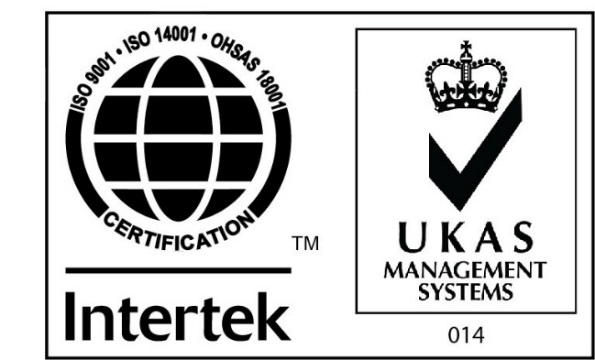 ISO 9001 • ISO 14001 • OHSAS 18001
CERTIFICATION
TM
Intertek
UKAS
MANAGEMENT
SYSTEMS
014